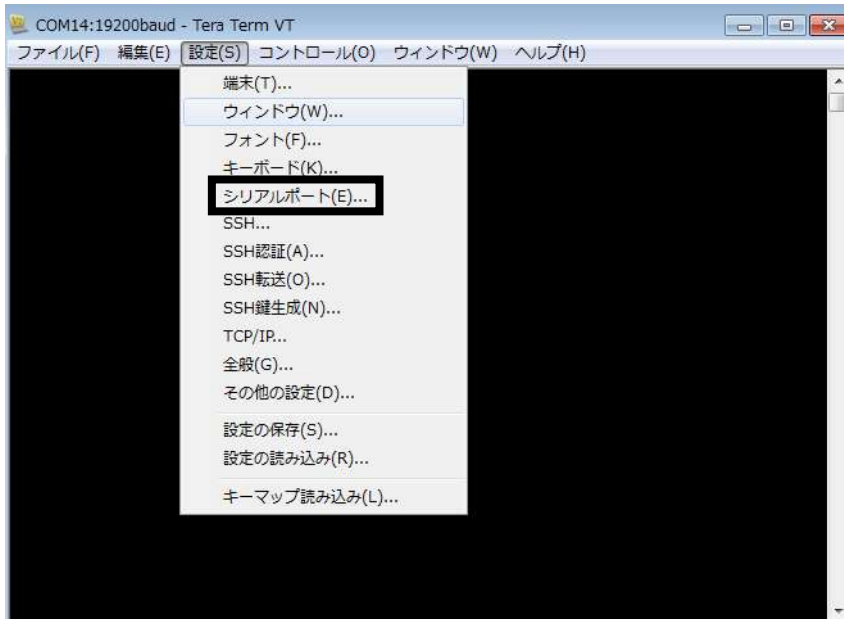 COM14:19200baud - Tera Term VT
ファイル(F) 編集(E) 設定(S) コントロール(O) ウィンドウ(W) ヘルプ(H)
端末(T)...
ウィンドウ(W)...
フォント(F)...
キーボード(K)...
シリアルポート(E)...
SSH...
SSH認証(A)...
SSH転送(O)...
SSH鍵生成(N)...
TCP/IP...
全般(G)...
その他の設定(D)...
設定の保存(S)...
設定の読み込み(R)...
キーマップ読み込み(L)...